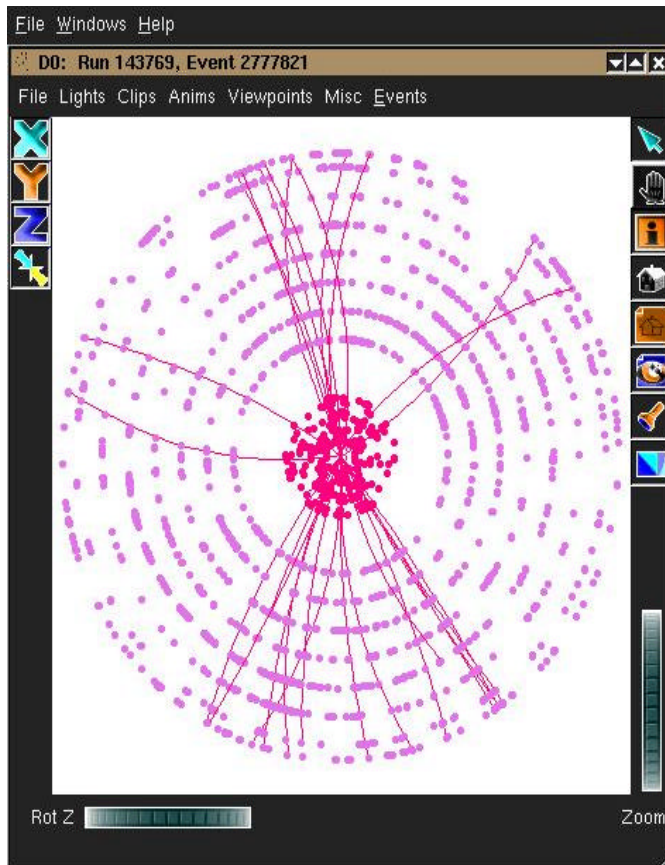 File Windows Help
D0: Run 143769, Event 2777821
File Lights Clips Anims Viewpoints Misc Events
X
Y
Z
i
Rot Z
Zoom